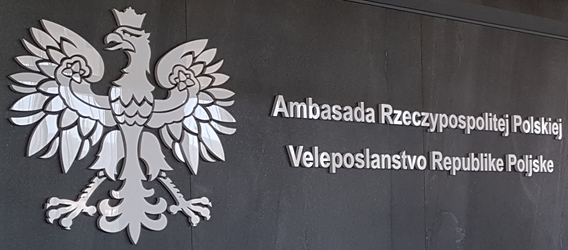 Ambasada Rzeczypospolitej Polskiej
Veleposlanstvo Republike Poljske